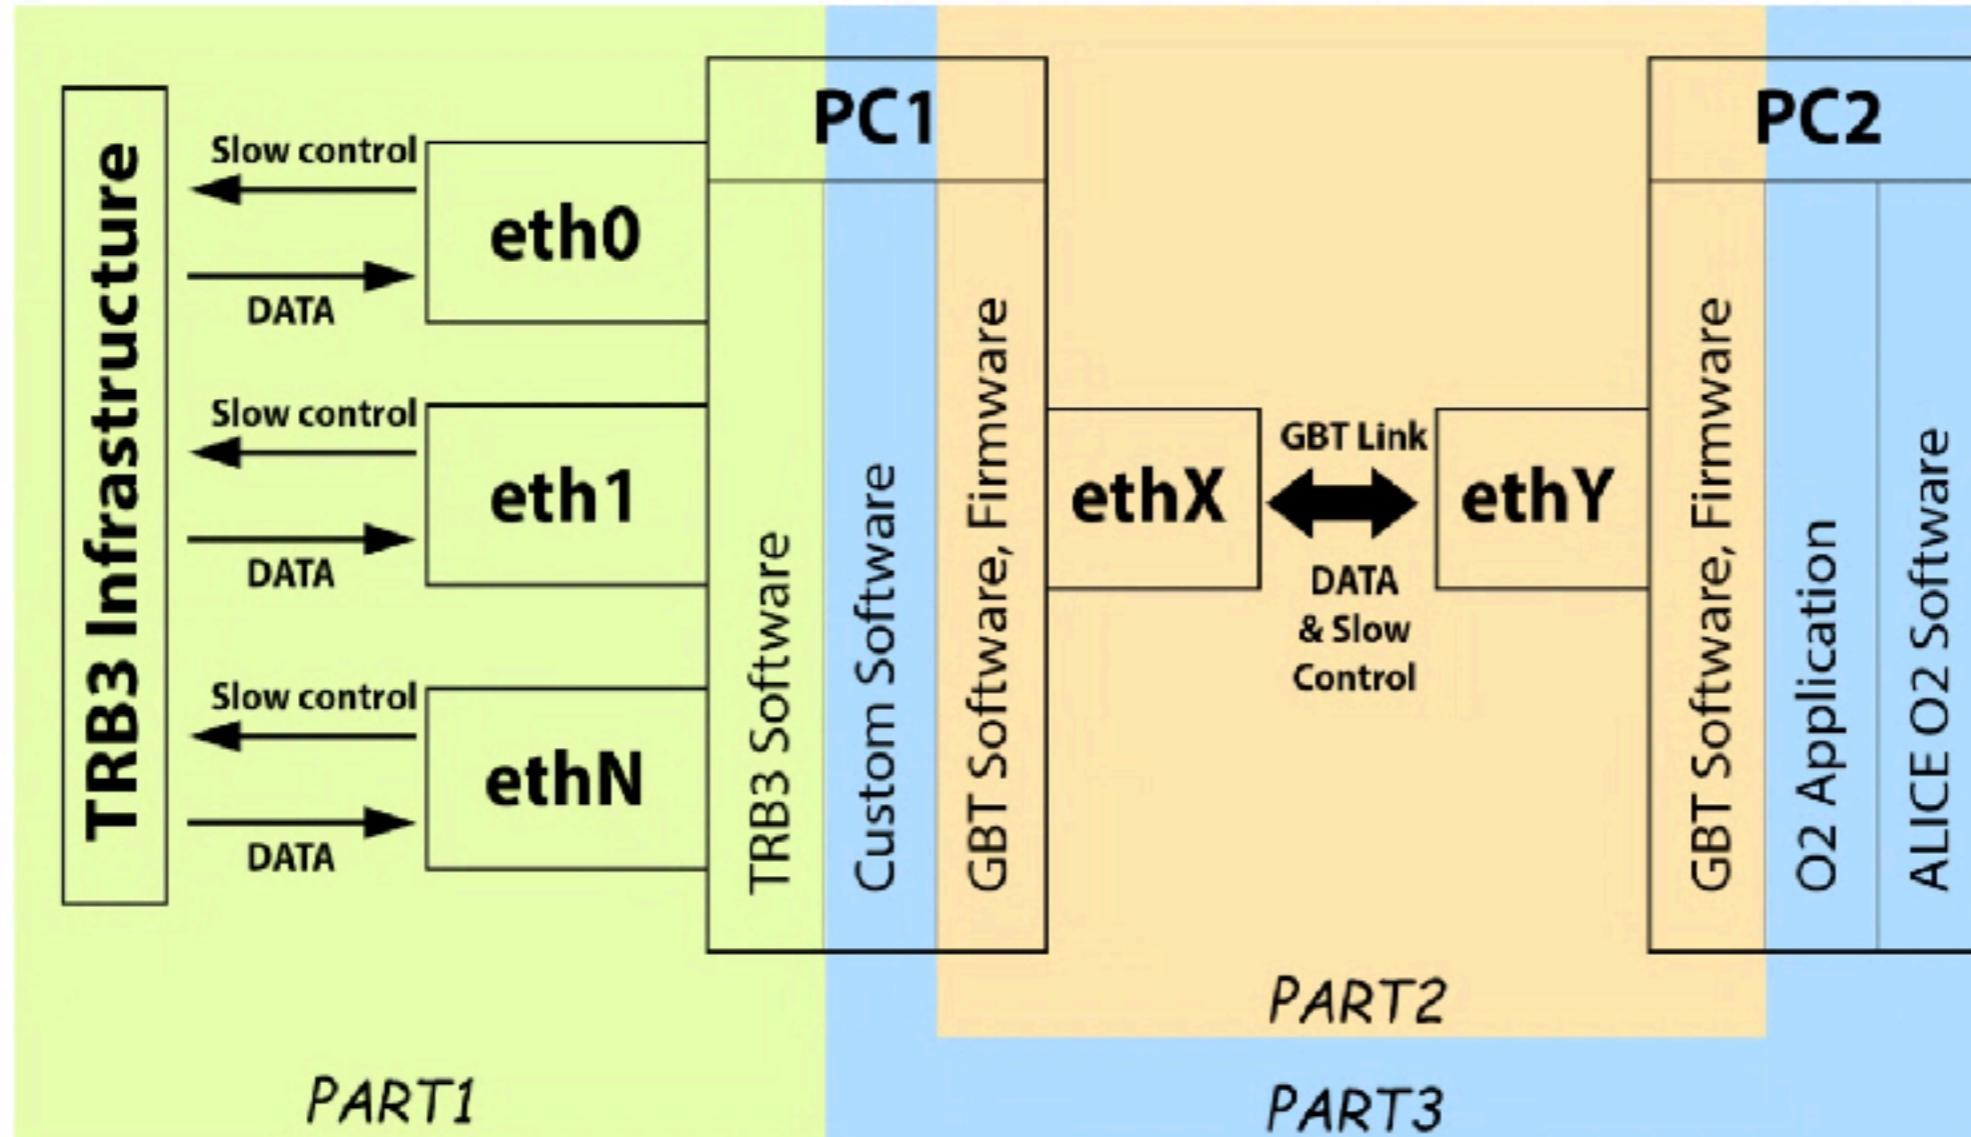 TRB3 Infrastructure
Slow control
DATA
eth0
Slow control
DATA
eth1
Slow control
DATA
ethN
PC1
TRB3 Software
Custom Software
GBT Software, Firmware
ethX
GBT Link
DATA
& Slow
Control
ethY
PC2
GBT Software, Firmware
O2 Application
ALICE O2 Software
PART2
PART1
PART3